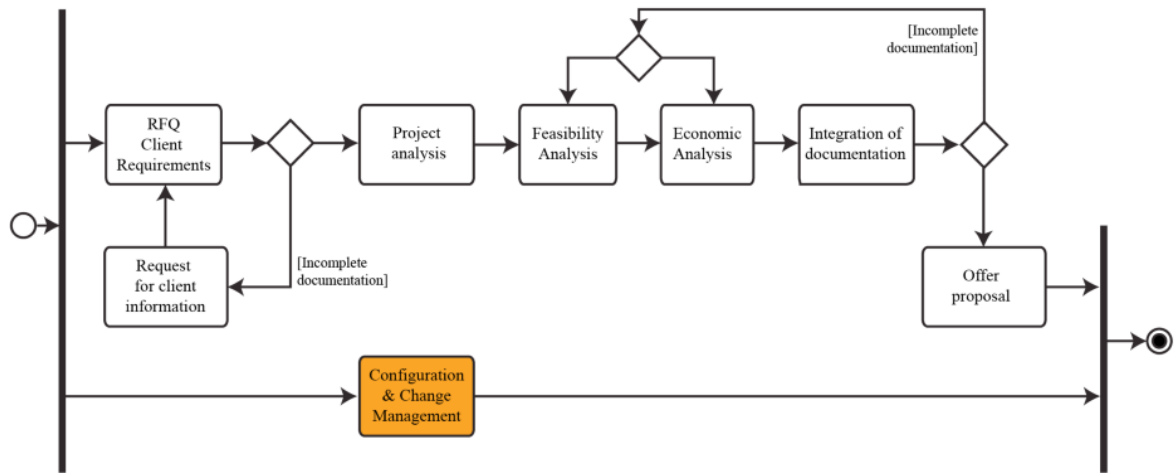 [Incomplete
documentation]
RFQ
Client
Requirements
Project
analysis
Feasibility
Analysis
Economic
Analysis
Integration of
documentation
Request
for client
information
[Incomplete
documentation]
Offer
proposal
Configuration
& Change
Management